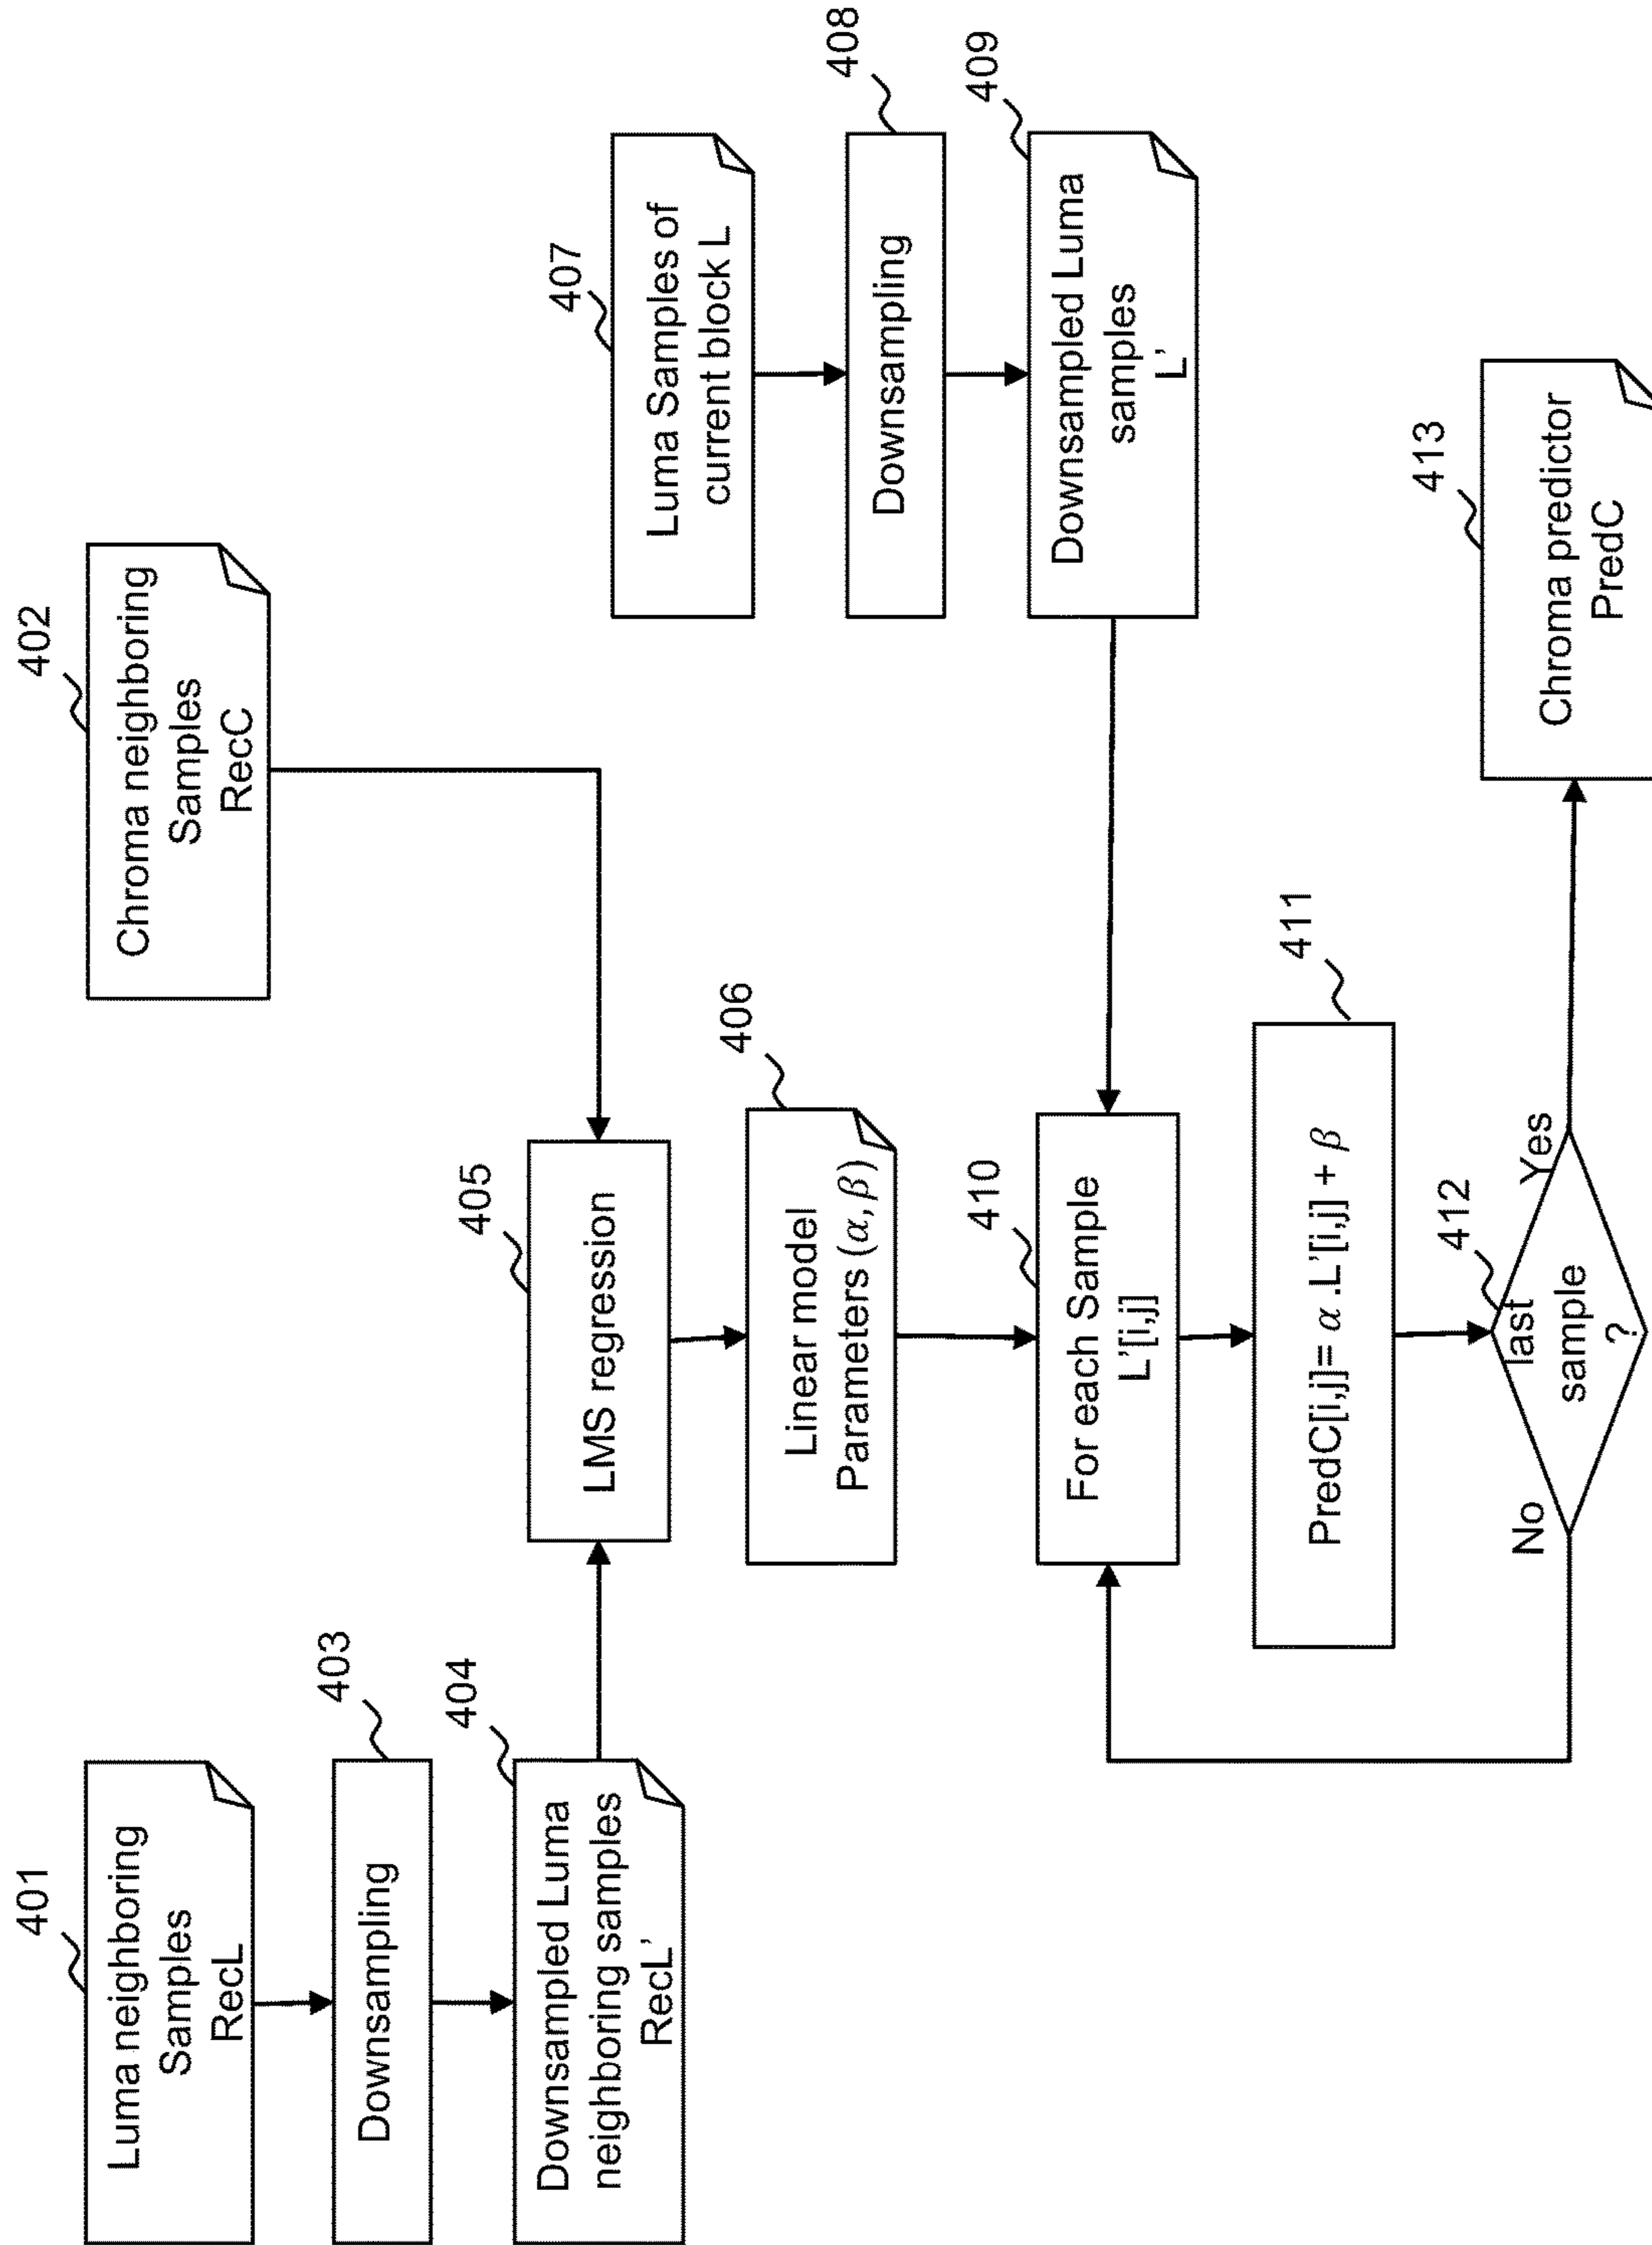 401
Luma neighboring
Samples
RecL
402
Chroma neighboring
Samples
RecC
403
Downsampling
404
Downsampled Luma
neighboring samples
RecL'
405
LMS regression
406
Linear model
Parameters (α, β)
407
Luma Samples of
current block L
408
Downsampling
409
Downsampled Luma
samples
L'
410
For each Sample
L'[i,j]
411
PredC[i,j]= α .L'[i,j] + β
412
last
sample
?
No
Yes
413
Chroma predictor
PredC